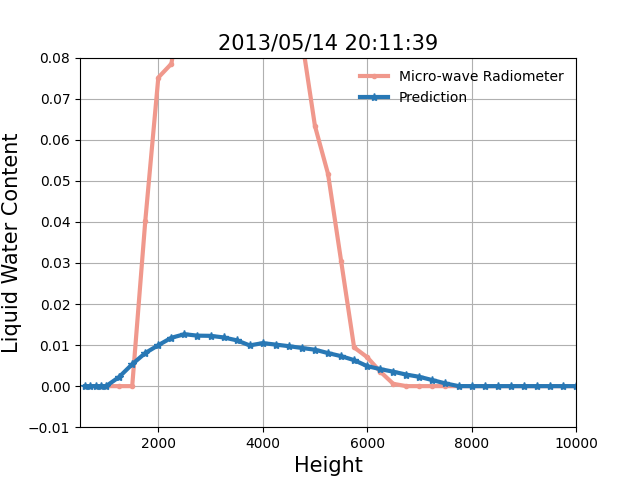 2013/05/14 20:11:39
Micro-wave Radiometer
Prediction
Liquid Water Content
0.08
0.07
0.06
0.05
0.04
0.03
0.02
0.01
0.00
−0.01
2000 4000 6000 8000 10000
Height